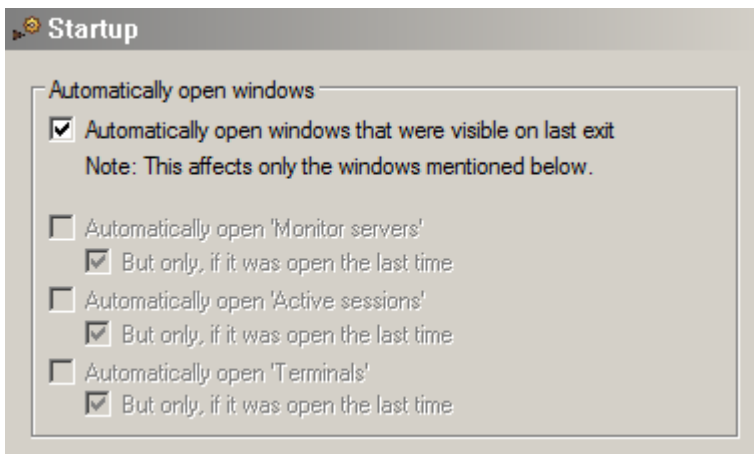 Startup
Automatically open windows
Automatically open windows that were visible on last exit
Note: This affects only the windows mentioned below.
Automatically open 'Monitor servers'
But only, if it was open the last time
Automatically open 'Active sessions'
But only, if it was open the last time
Automatically open 'Terminals'
But only, if it was open the last time